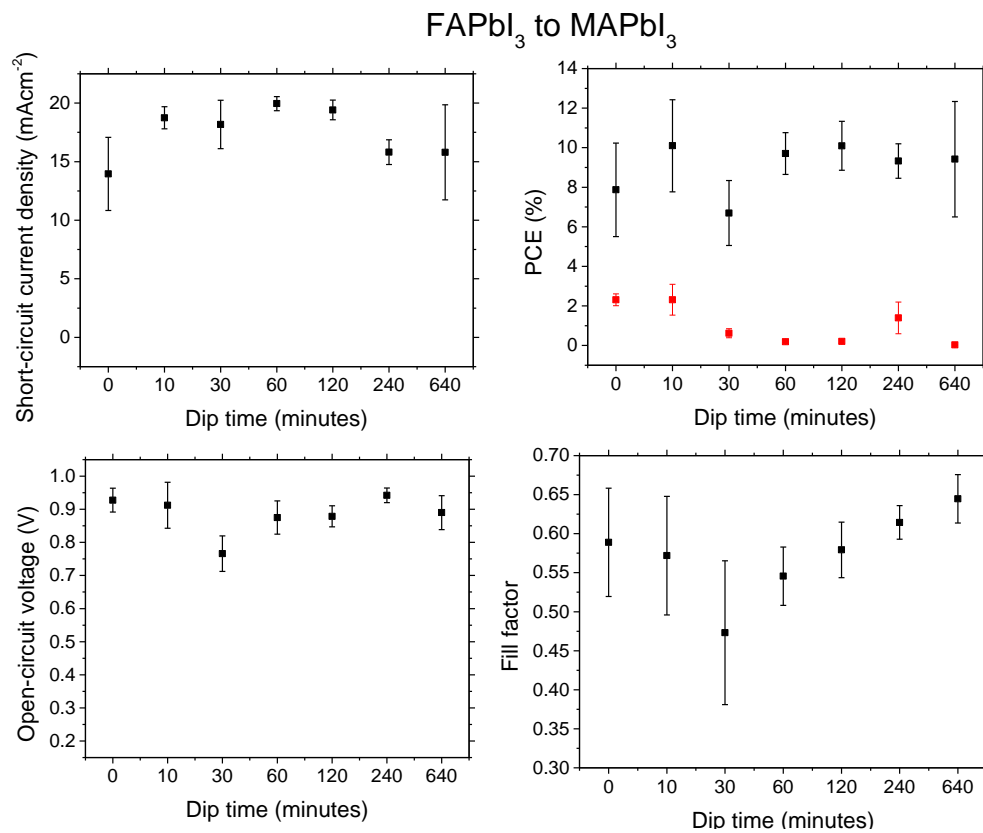 FAPbI₃ to MAPbI₃
Short-circuit current density (mAcm⁻²)
20
15
10
5
0
0 10 30 60 120 240 640
Dip time (minutes)
PCE (%)
14
12
10
8
6
4
2
0
0 10 30 60 120 240 640
Dip time (minutes)
Open-circuit voltage (V)
1.0
0.9
0.8
0.7
0.6
0.5
0.4
0.3
0.2
0 10 30 60 120 240 640
Dip time (minutes)
Fill factor
0.70
0.65
0.60
0.55
0.50
0.45
0.40
0.35
0.30
0 10 30 60 120 240 640
Dip time (minutes)